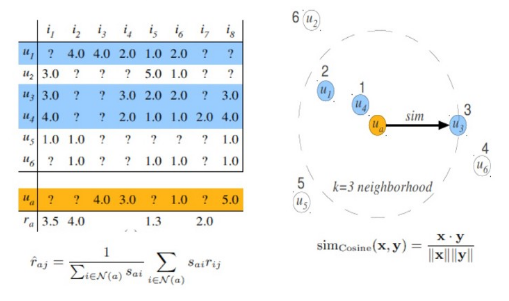 i1 i2 i3 i4 i5 i6 i7 i8
u1 ? 4.0 4.0 2.0 1.0 2.0 ? ?
u2 3.0 ? ? ? 5.0 1.0 ? ?
u3 3.0 ? ? 3.0 2.0 2.0 ? 3.0
u4 4.0 ? ? 2.0 1.0 1.0 2.0 4.0
u5 1.0 1.0 ? ? ? ? ? 1.0
u6 ? 1.0 ? ? 1.0 1.0 ? 1.0
ua ? ? 4.0 3.0 ? 1.0 ? 5.0
ra 3.5 4.0 1.3 2.0
r̂aj = 1 / ∑i∈N(a) sai ∑i∈N(a) sai rij
6 u2
2
u1
1
u4
ua sim 3 u3
4
u6
5
u5
k=3 neighborhood
simCosine(x, y) = x · y / ‖x‖‖y‖